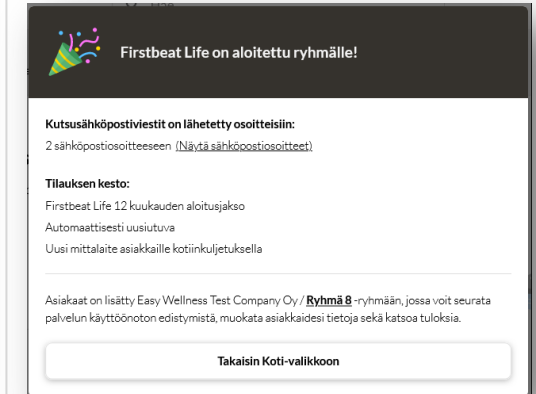 Firstbeat Life on aloitettu ryhmälle!
Kutsusähköpostiviestit on lähetetty osoitteisiin:
2 sähköpostiosoitteeseen (Näytä sähköpostiosoitteet)
Tilauksen kesto:
Firstbeat Life 12 kuukauden aloitusjakso
Automaattisesti uusiutuva
Uusi mittalaite asiakkaille kotiinkuljetuksella
Asiakaat on lisätty Easy Wellness Test Company Oy / Ryhmä 8 -ryhmään, jossa voit seurata
palvelun käyttöönoton edistymistä, muokata asiakkaidesi tietoja sekä katsoa tuloksia.
Takaisin Koti-valikkoon